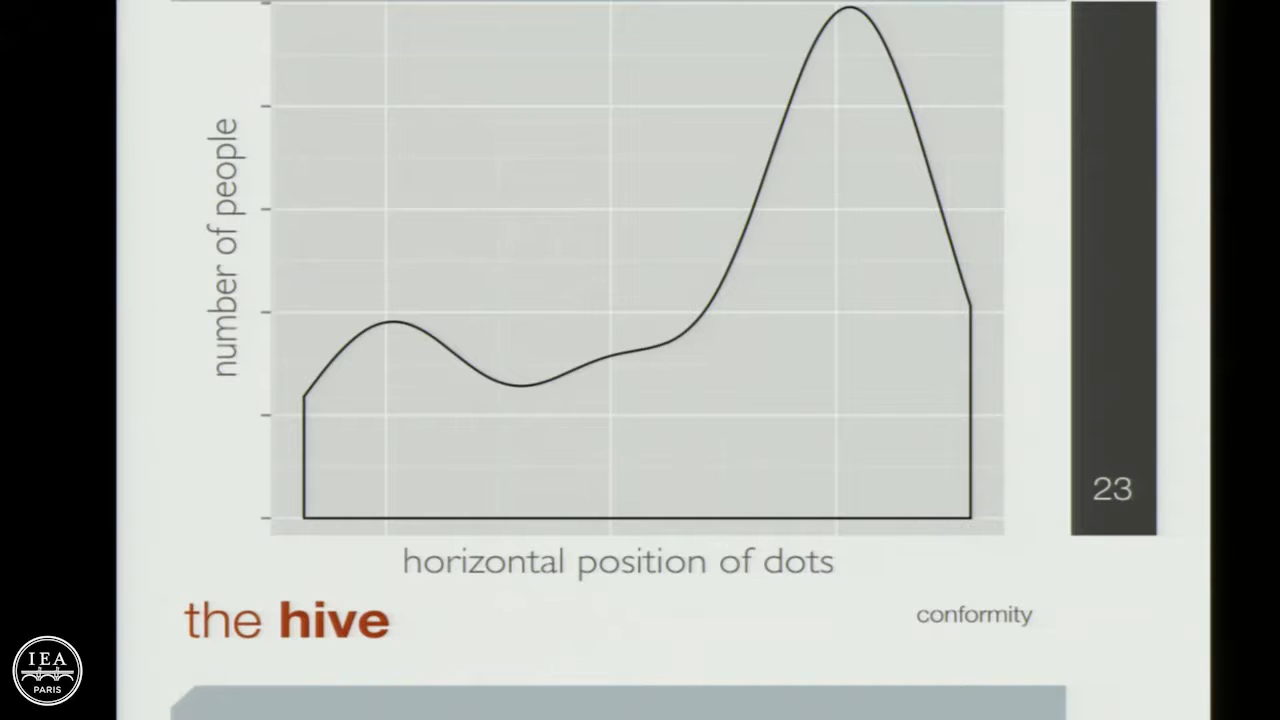 number of people
23
horizontal position of dots
the hive
conformity
IEA
PARIS